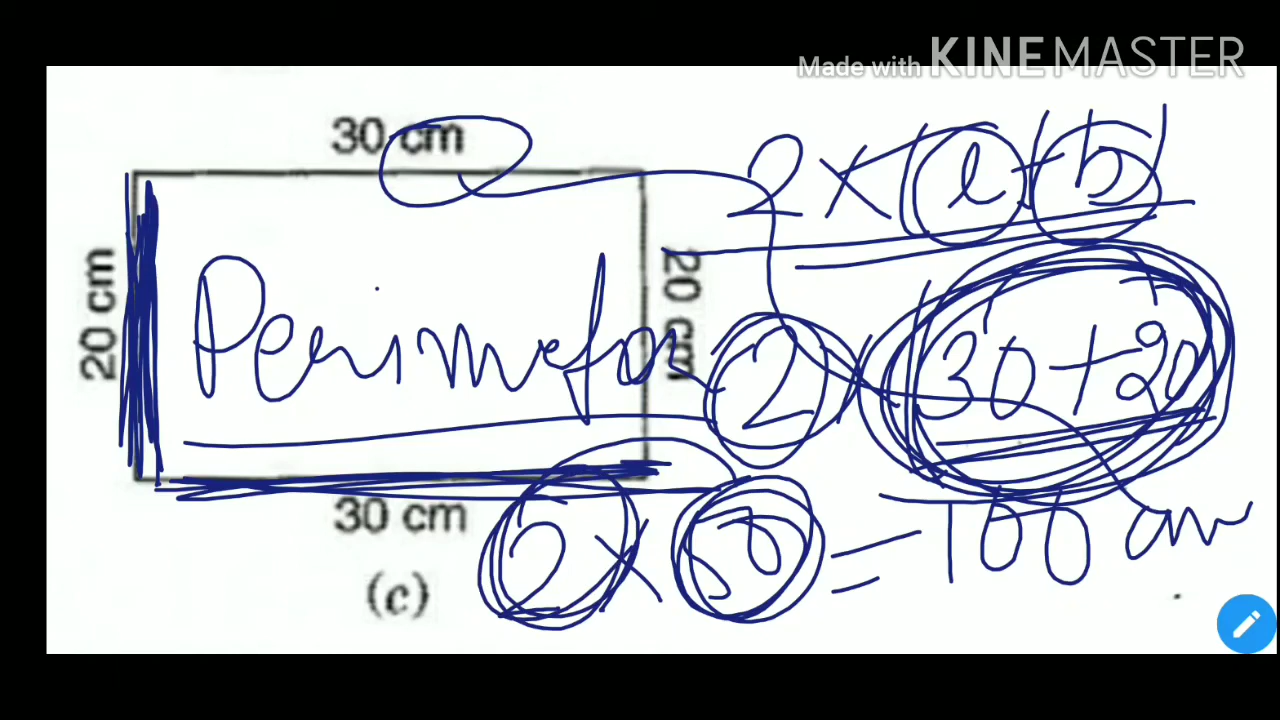 Made with KINEMASTER
30 cm
2 × (l + b)
20 cm
Perimeter
20 cm
2 (30 + 20)
30 cm
2 × 50 = 100 cm
(c)